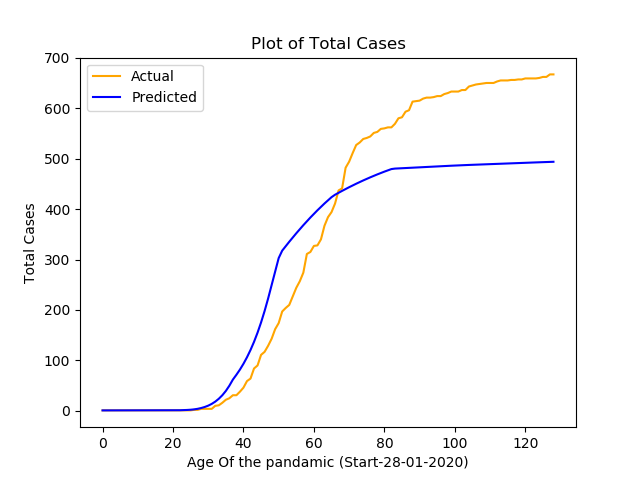 Plot of Total Cases
Actual
Predicted
Total Cases
700
600
500
400
300
200
100
0
0 20 40 60 80 100 120
Age Of the pandamic (Start-28-01-2020)